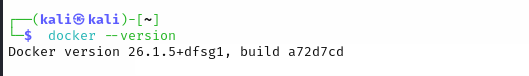 ┌──(kali㉿kali)-[~]
└─$ docker --version
Docker version 26.1.5+dfsg1, build a72d7cd